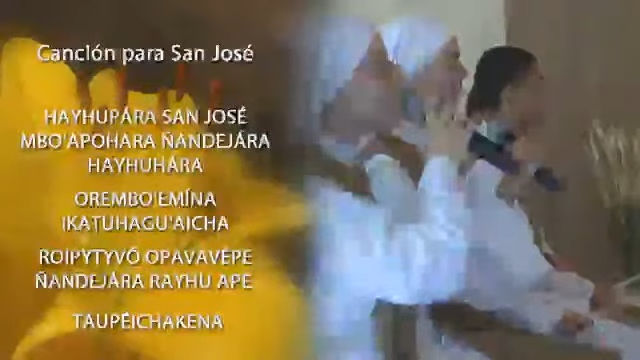 Canción para San José
HAYHUPÁRA SAN JOSÉ
MBO'APOHARA ÑANDEJÁRA
HAYHUHÁRA
OREMBO'EMÍNA
IKATUHAGU'AICHA
ROIPYTYVÕ OPAVAVEPE
ÑANDEJÁRA RAYHU APE
TAUPÉICHAKENA